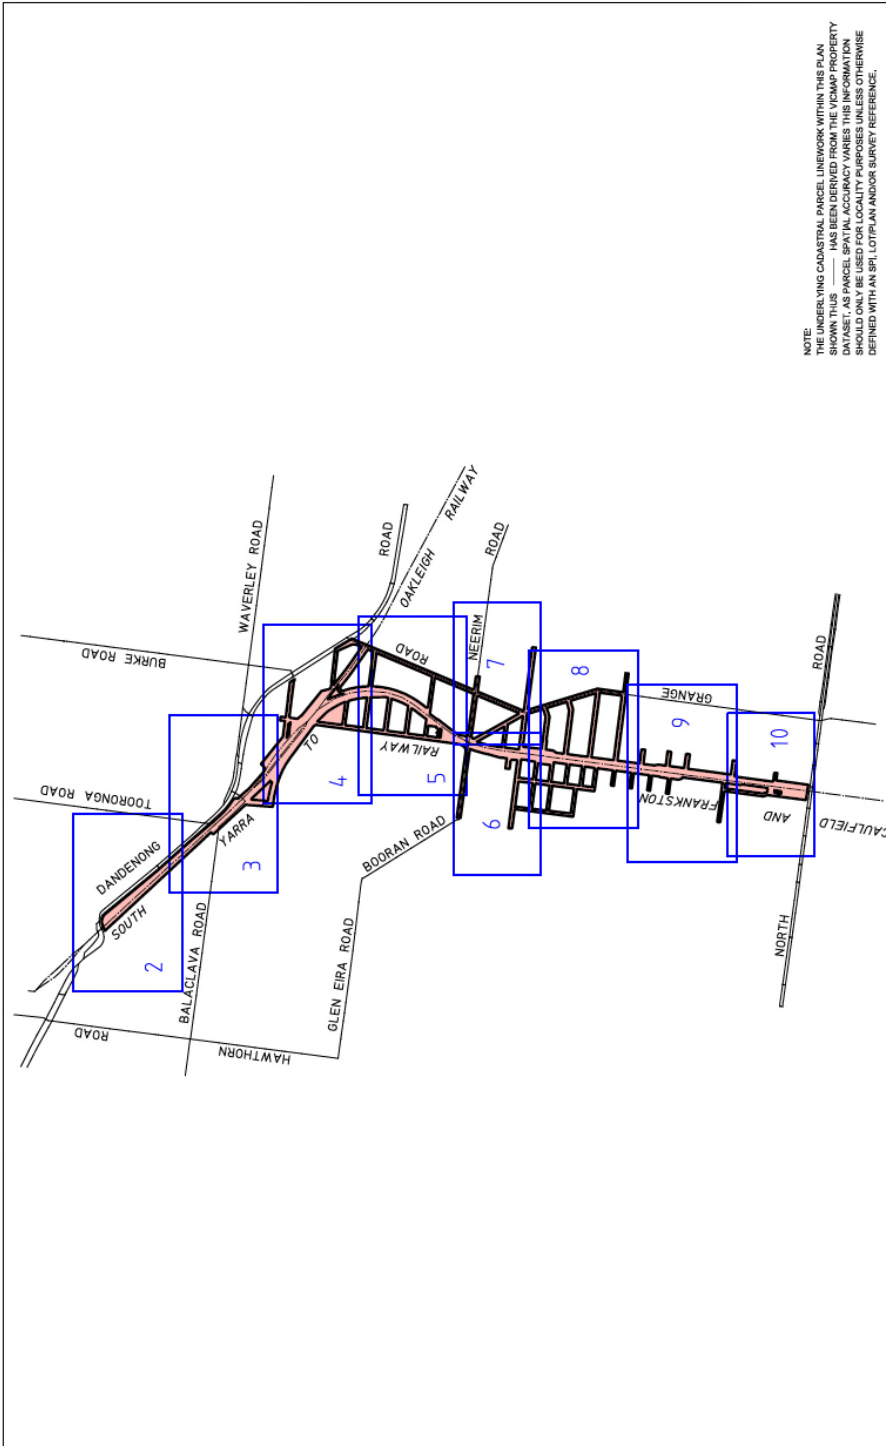 NOTE:
THE UNDERLYING CADASTRAL PARCEL LINEWORK WITHIN THIS PLAN
SHOWN THUS ——— HAS BEEN DERIVED FROM THE VICMAP PROPERTY
DATASET, AS PARCEL SPATIAL ACCURACY VARIES THIS INFORMATION
SHOULD ONLY BE USED FOR LOCALITY PURPOSES UNLESS OTHERWISE
DEFINED WITH AN SPI, LOT/PLAN AND/OR SURVEY REFERENCE.
BURKE ROAD
WAVERLEY ROAD
ROAD
OAKLEIGH
RAILWAY
TOORONGA ROAD
DANDENONG
SOUTH
YARRA
TO
RAILWAY
ROAD
NEERIM
ROAD
BALACLAVA ROAD
ROAD
HAWTHORN
GLEN EIRA ROAD
BOORAN ROAD
GRANGE
ROAD
FRANKSTON
AND
CAULFIELD
NORTH
2
3
4
5
6
7
8
9
10